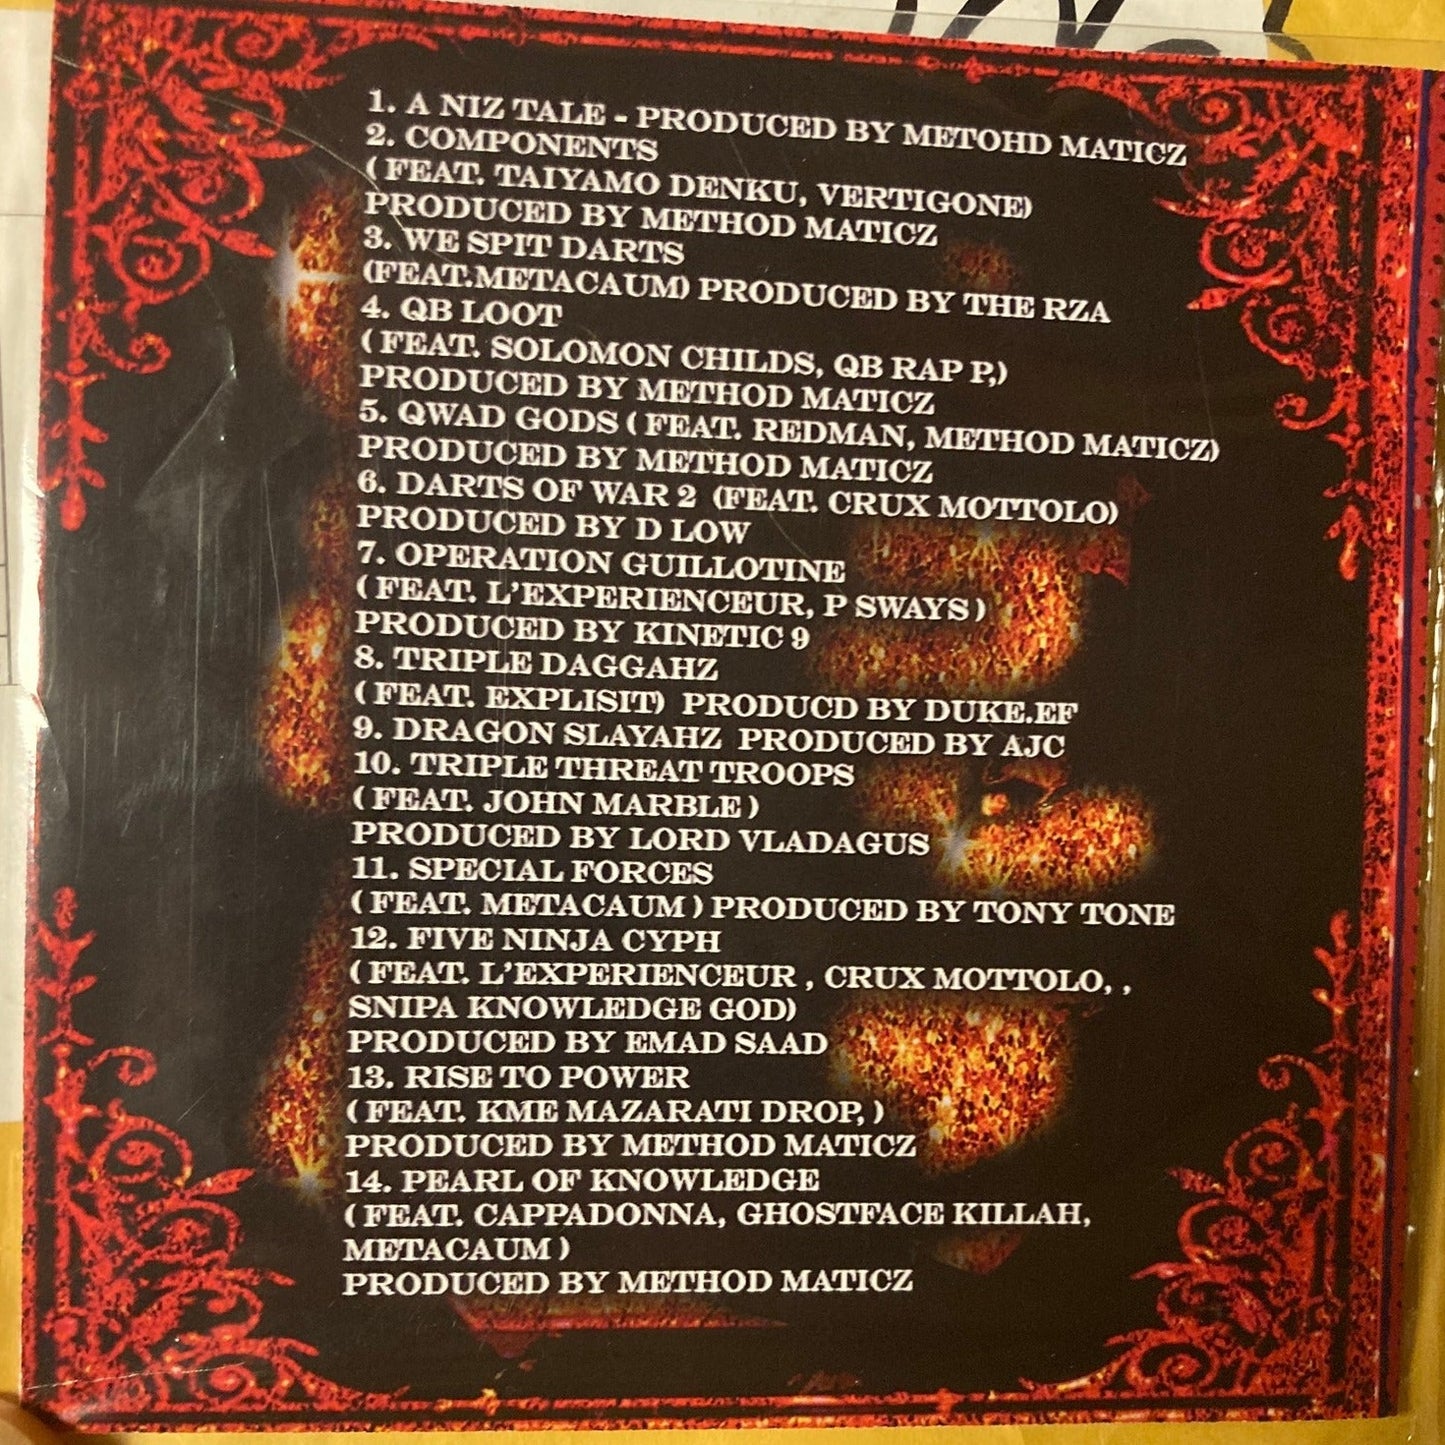 1. A NIZ TALE - PRODUCED BY METOHD MATICZ
2. COMPONENTS
( FEAT. TAIYAMO DENKU, VERTIGONE)
PRODUCED BY METHOD MATICZ
3. WE SPIT DARTS
(FEAT.METACAUM) PRODUCED BY THE RZA
4. QB LOOT
( FEAT. SOLOMON CHILDS, QB RAP P,)
PRODUCED BY METHOD MATICZ
5. QWAD GODS ( FEAT. REDMAN, METHOD MATICZ)
PRODUCED BY METHOD MATICZ
6. DARTS OF WAR 2 (FEAT. CRUX MOTTOLO)
PRODUCED BY D LOW
7. OPERATION GUILLOTINE
( FEAT. L'EXPERIENCEUR, P SWAYS )
PRODUCED BY KINETIC 9
8. TRIPLE DAGGAHZ
( FEAT. EXPLISIT) PRODUCD BY DUKE.EF
9. DRAGON SLAYAHZ PRODUCED BY AJC
10. TRIPLE THREAT TROOPS
( FEAT. JOHN MARBLE )
PRODUCED BY LORD VLADAGUS
11. SPECIAL FORCES
( FEAT. METACAUM ) PRODUCED BY TONY TONE
12. FIVE NINJA CYPH
( FEAT. L'EXPERIENCEUR , CRUX MOTTOLO, ,
SNIPA KNOWLEDGE GOD)
PRODUCED BY EMAD SAAD
13. RISE TO POWER
( FEAT. KME MAZARATI DROP, )
PRODUCED BY METHOD MATICZ
14. PEARL OF KNOWLEDGE
( FEAT. CAPPADONNA, GHOSTFACE KILLAH,
METACAUM )
PRODUCED BY METHOD MATICZ